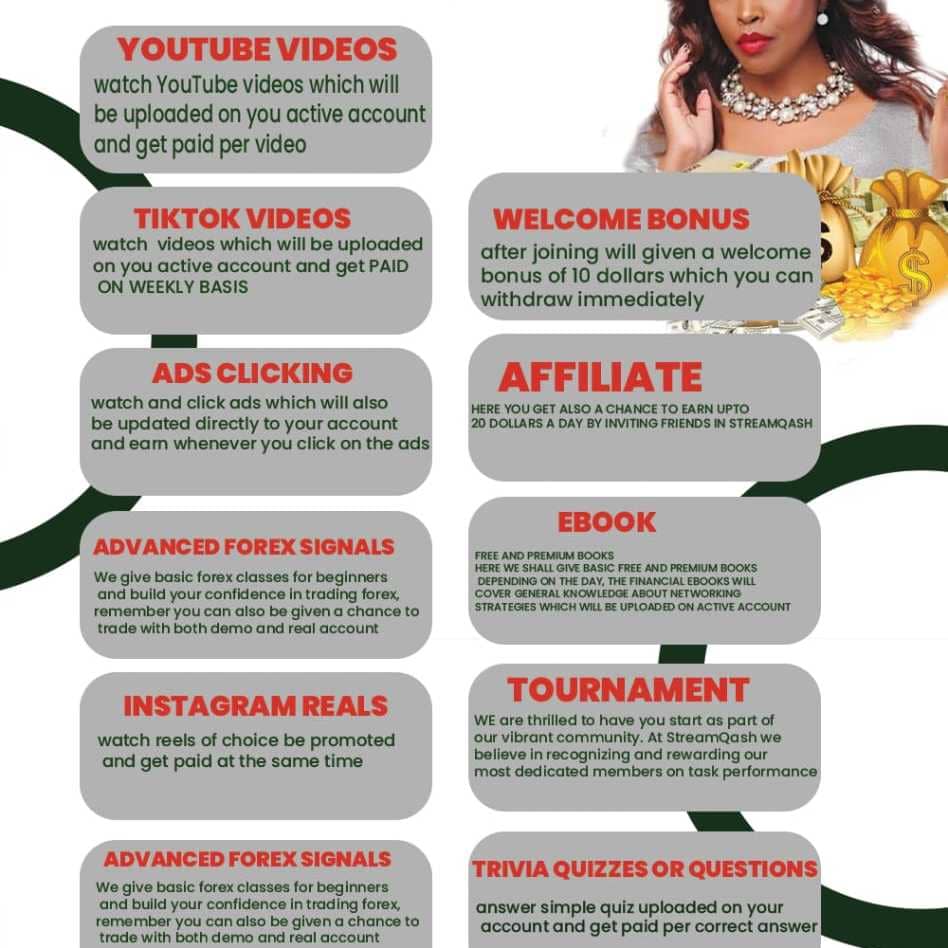 YOUTUBE VIDEOS
watch YouTube videos which will
be uploaded on you active account
and get paid per video
TIKTOK VIDEOS
watch videos which will be uploaded
on you active account and get PAID
ON WEEKLY BASIS
ADS CLICKING
watch and click ads which will also
be updated directly to your account
and earn whenever you click on the ads
ADVANCED FOREX SIGNALS
We give basic forex classes for beginners
and build your confidence in trading forex,
remember you can also be given a chance to
trade with both demo and real account
INSTAGRAM REALS
watch reels of choice be promoted
and get paid at the same time
ADVANCED FOREX SIGNALS
We give basic forex classes for beginners
and build your confidence in trading forex,
remember you can also be given a chance to
trade with both demo and real account
WELCOME BONUS
after joining will given a welcome
bonus of 10 dollars which you can
withdraw immediately
$
AFFILIATE
HERE YOU GET ALSO A CHANCE TO EARN UPTO
20 DOLLARS A DAY BY INVITING FRIENDS IN STREAMQASH
EBOOK
FREE AND PREMIUM BOOKS
HERE WE SHALL GIVE BASIC FREE AND PREMIUM BOOKS
DEPENDING ON THE DAY, THE FINANCIAL EBOOKS WILL
COVER GENERAL KNOWLEDGE ABOUT NETWORKING
STRATEGIES WHICH WILL BE UPLOADED ON ACTIVE ACCOUNT
TOURNAMENT
WE are thrilled to have you start as part of
our vibrant community. At StreamQash we
believe in recognizing and rewarding our
most dedicated members on task performance
TRIVIA QUIZZES OR QUESTIONS
answer simple quiz uploaded on your
account and get paid per correct answer